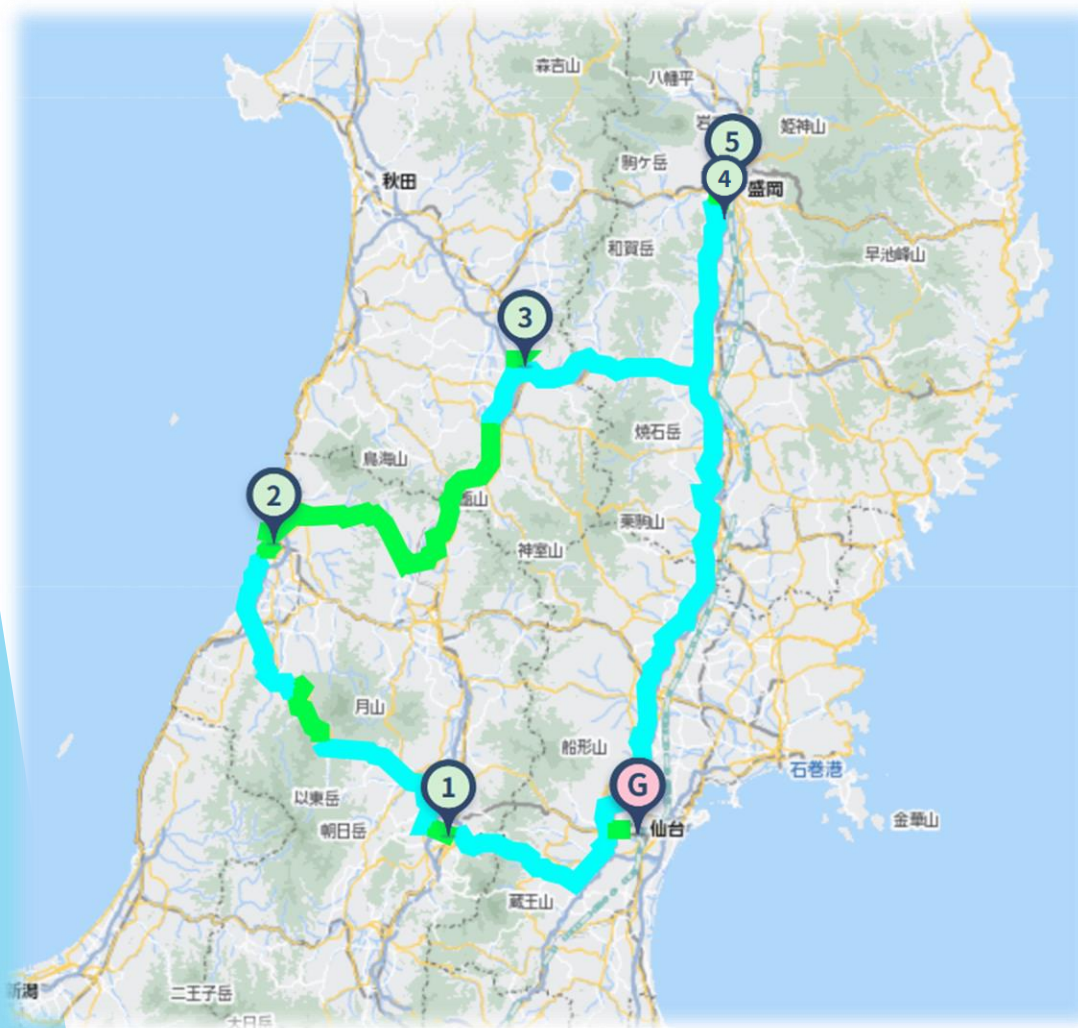 森吉山
八幡平
岩
5
姫神山
駒ケ岳
4
秋田
盛岡
和賀岳
早池峰山
3
焼石岳
鳥海山
2
栗駒山
神室山
月山
船形山
石巻港
1
G
以東岳
朝日岳
仙台
金華山
蔵王山
新潟
二王子岳
大日岳